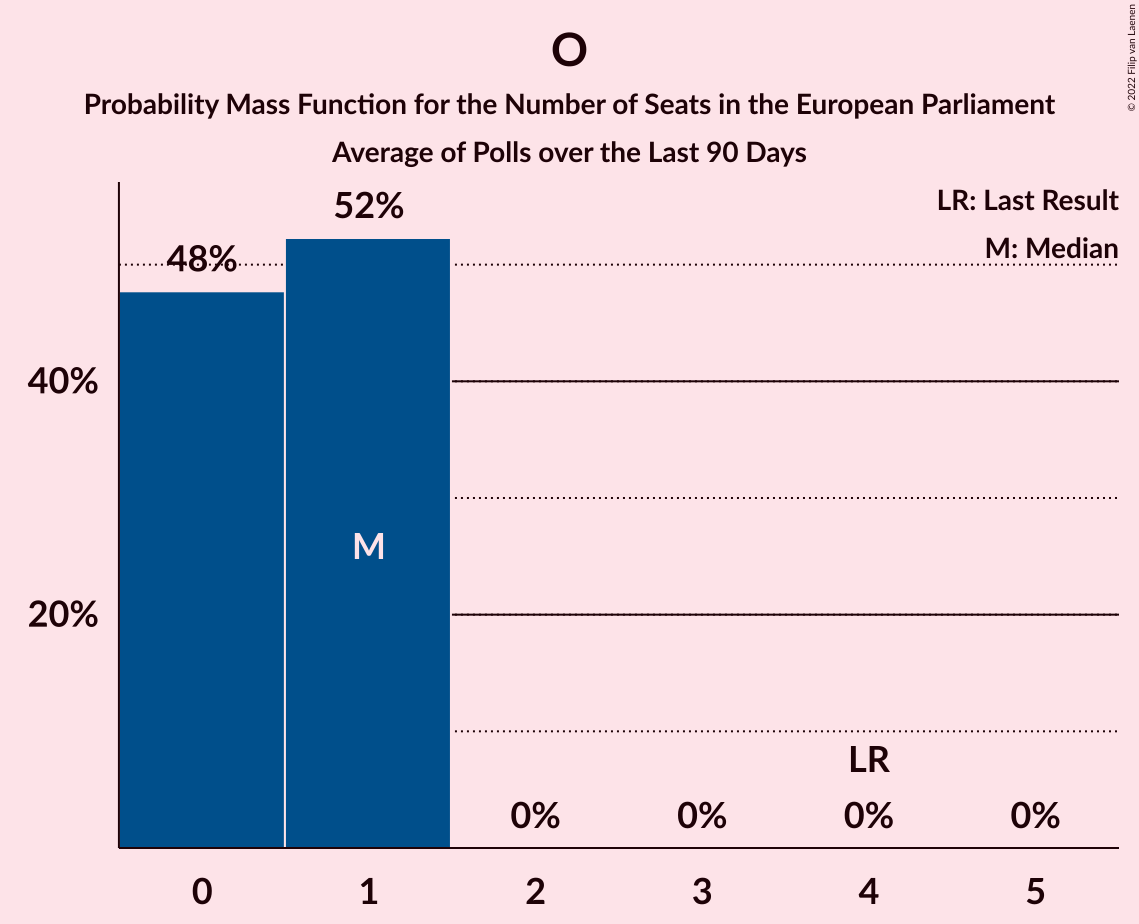 O
Probability Mass Function for the Number of Seats in the European Parliament
Average of Polls over the Last 90 Days
© 2022 Filip van Laenen
LR: Last Result
M: Median
52%
48%
40%
M
20%
LR
0% 0% 0% 0%
0 1 2 3 4 5